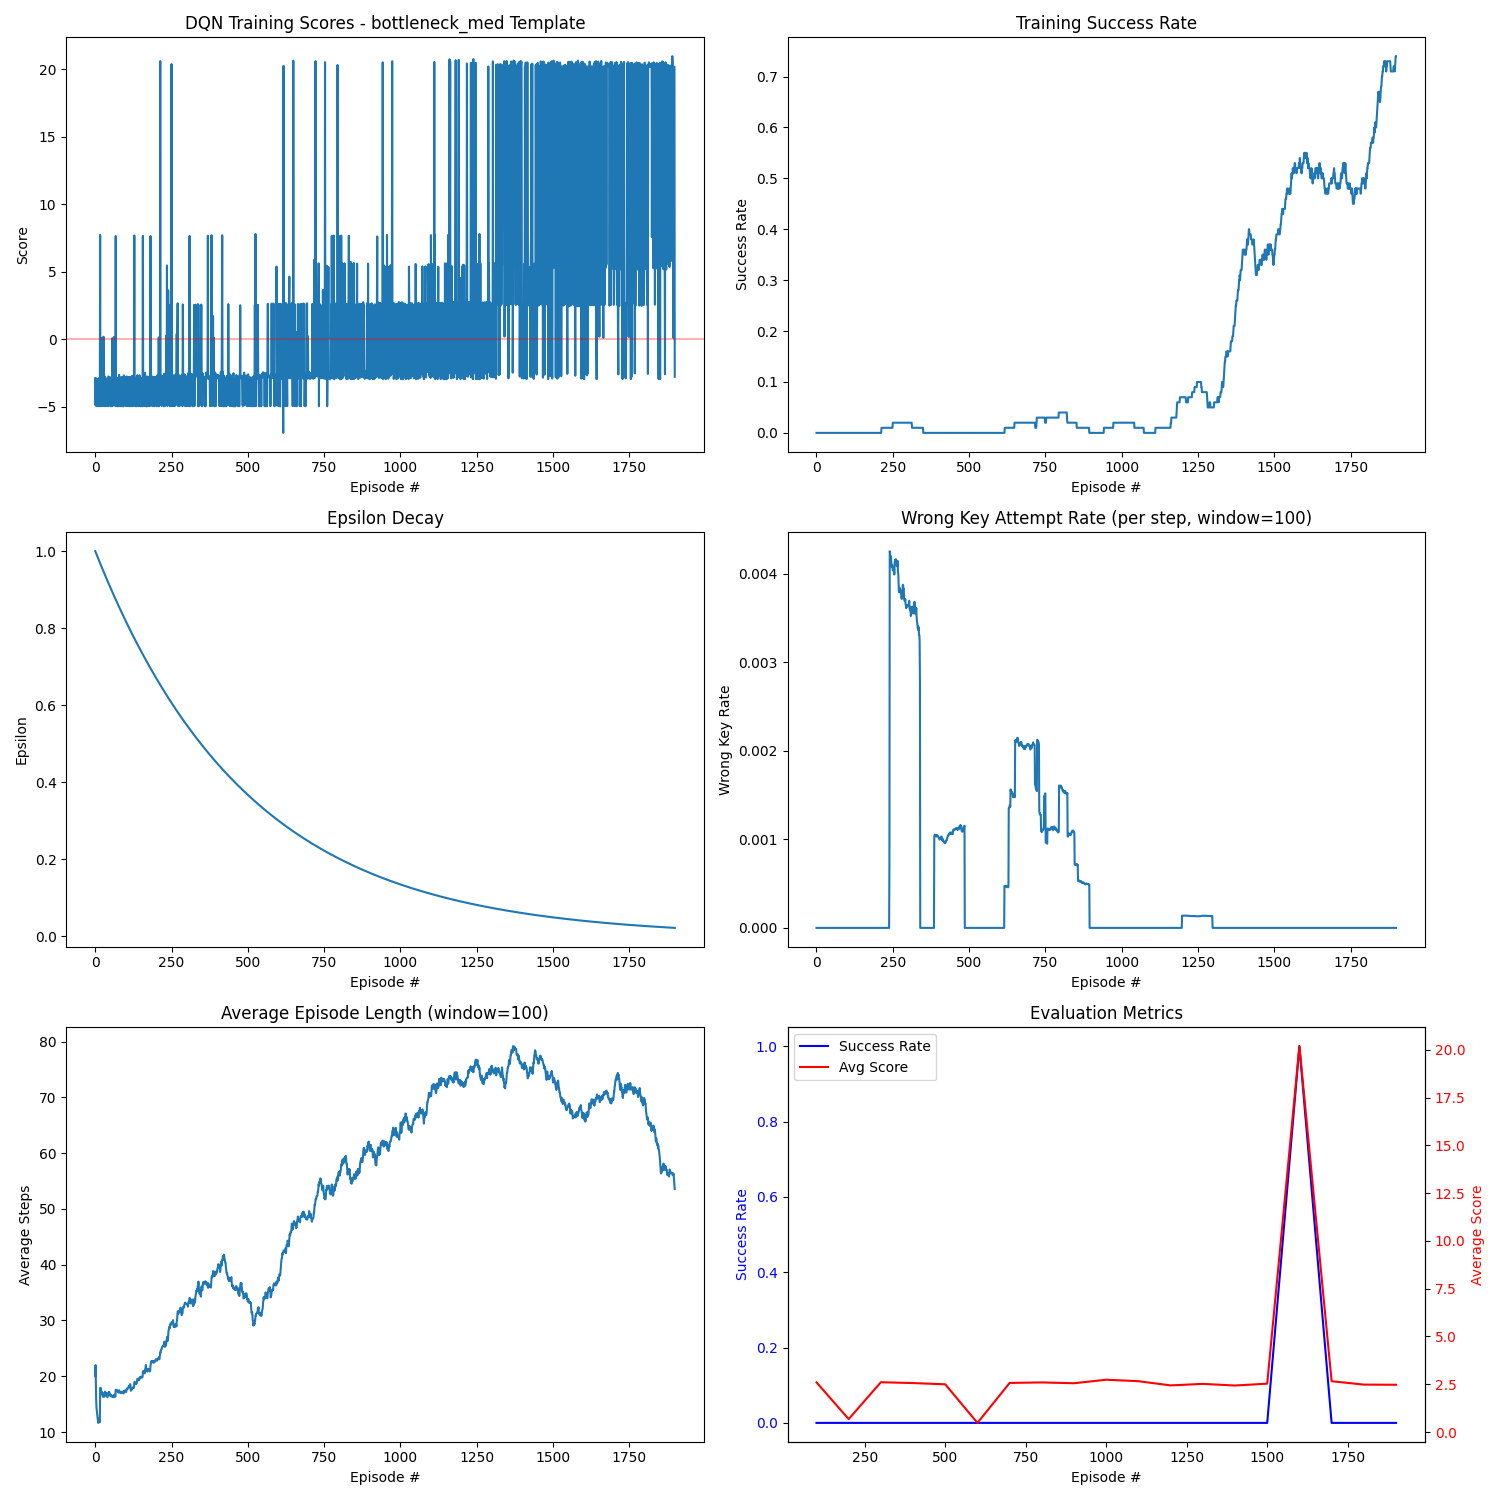 DQN Training Scores - bottleneck_med Template
20
15
10
5
0
−5
Score
0 250 500 750 1000 1250 1500 1750
Episode #
Training Success Rate
0.7
0.6
0.5
0.4
0.3
0.2
0.1
0.0
Success Rate
0 250 500 750 1000 1250 1500 1750
Episode #
Epsilon Decay
1.0
0.8
0.6
0.4
0.2
0.0
Epsilon
0 250 500 750 1000 1250 1500 1750
Episode #
Wrong Key Attempt Rate (per step, window=100)
0.004
0.003
0.002
0.001
0.000
Wrong Key Rate
0 250 500 750 1000 1250 1500 1750
Episode #
Average Episode Length (window=100)
80
70
60
50
40
30
20
10
Average Steps
0 250 500 750 1000 1250 1500 1750
Episode #
Evaluation Metrics
Success Rate
Avg Score
1.0
0.8
0.6
0.4
0.2
0.0
Success Rate
20.0
17.5
15.0
12.5
10.0
7.5
5.0
2.5
0.0
Average Score
250 500 750 1000 1250 1500 1750
Episode #